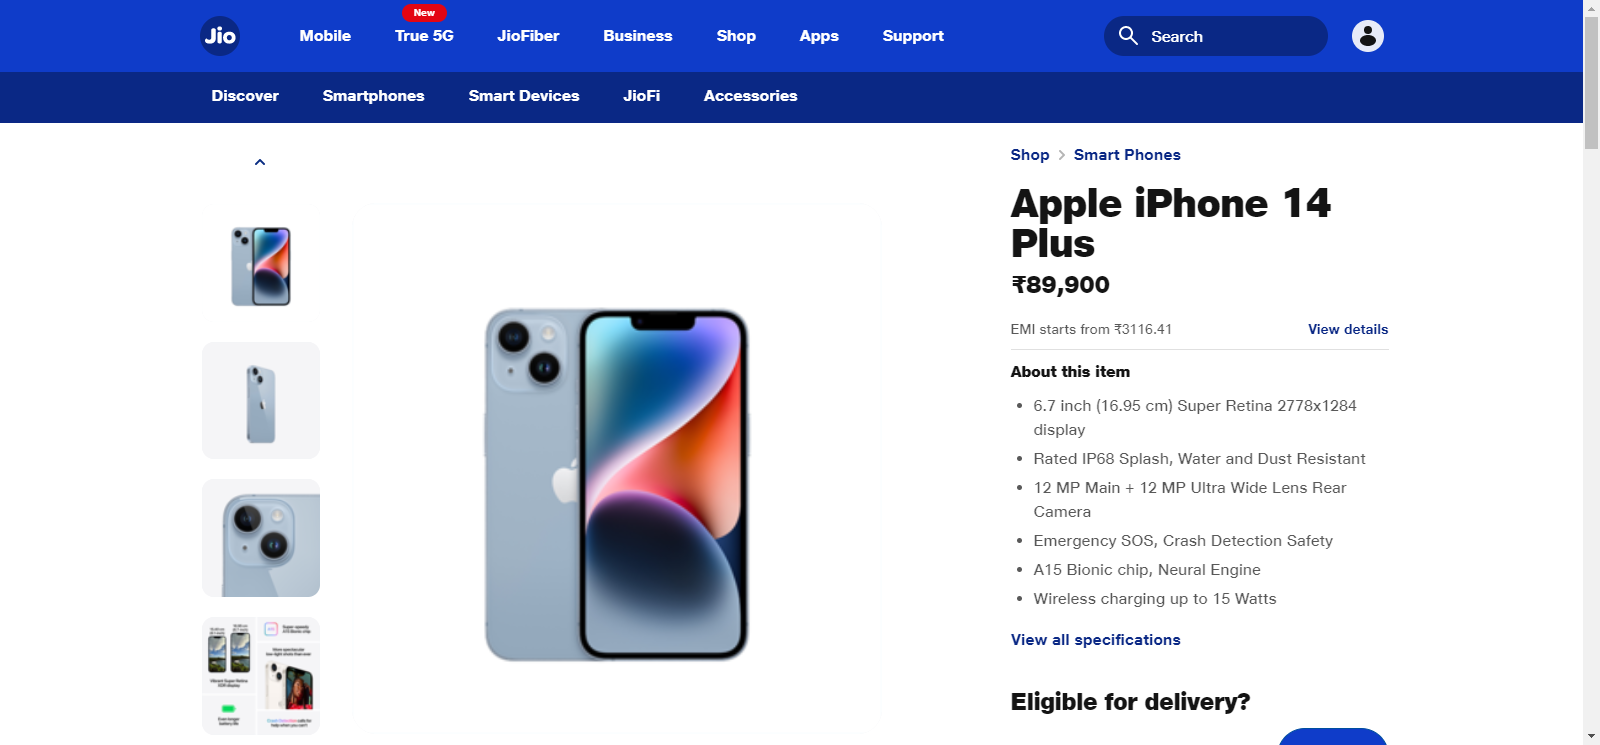 New
Jio
Mobile
True 5G
JioFiber
Business
Shop
Apps
Support
Search
Discover
Smartphones
Smart Devices
JioFi
Accessories
Shop > Smart Phones
Apple iPhone 14
Plus
₹89,900
EMI starts from ₹3116.41
View details
About this item
• 6.7 inch (16.95 cm) Super Retina 2778x1284
display
• Rated IP68 Splash, Water and Dust Resistant
• 12 MP Main + 12 MP Ultra Wide Lens Rear
Camera
• Emergency SOS, Crash Detection Safety
• A15 Bionic chip, Neural Engine
• Wireless charging up to 15 Watts
View all specifications
Eligible for delivery?